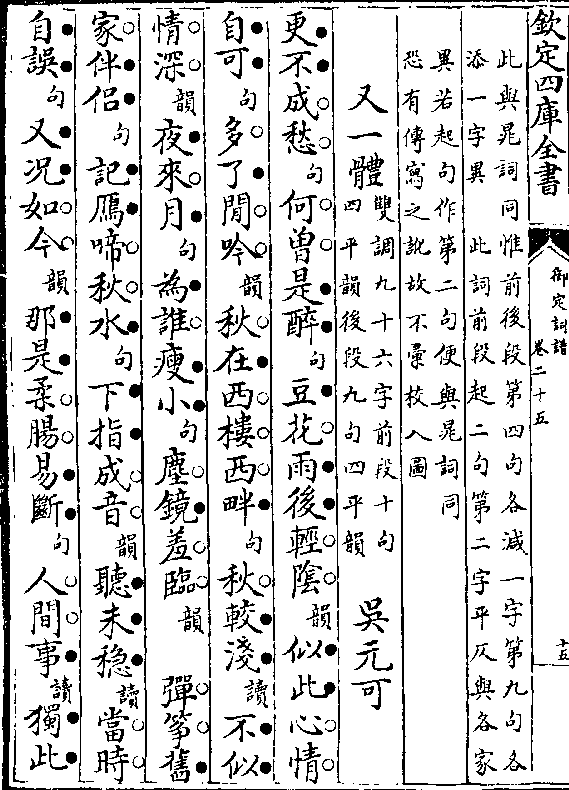 欽定四庫全書
御定詞譜
卷二十五
十五
此與晁詞同惟前後段第四句各減一字第九句各
添一字異　此詞前段起二句第二字平仄與各家
異若起句作第二句便與晁詞同
恐有傳寫之訛故不彙校入圖
又一體
雙調九十六字前段十句
四平韻後段九句四平韻
吳元可
更不成愁句何曾是醉句豆花雨後輕陰韻似此心情
自可句多了閒吟韻秋在西樓西畔句秋較淺讀不似
情深韻夜來月句為誰瘦小句塵鏡羞臨韻　彈箏舊
家伴侶句記鴈啼秋水句下指成音韻聽未穩讀當時
自誤句又况如今韻那是柔腸易斷句人間事讀獨此